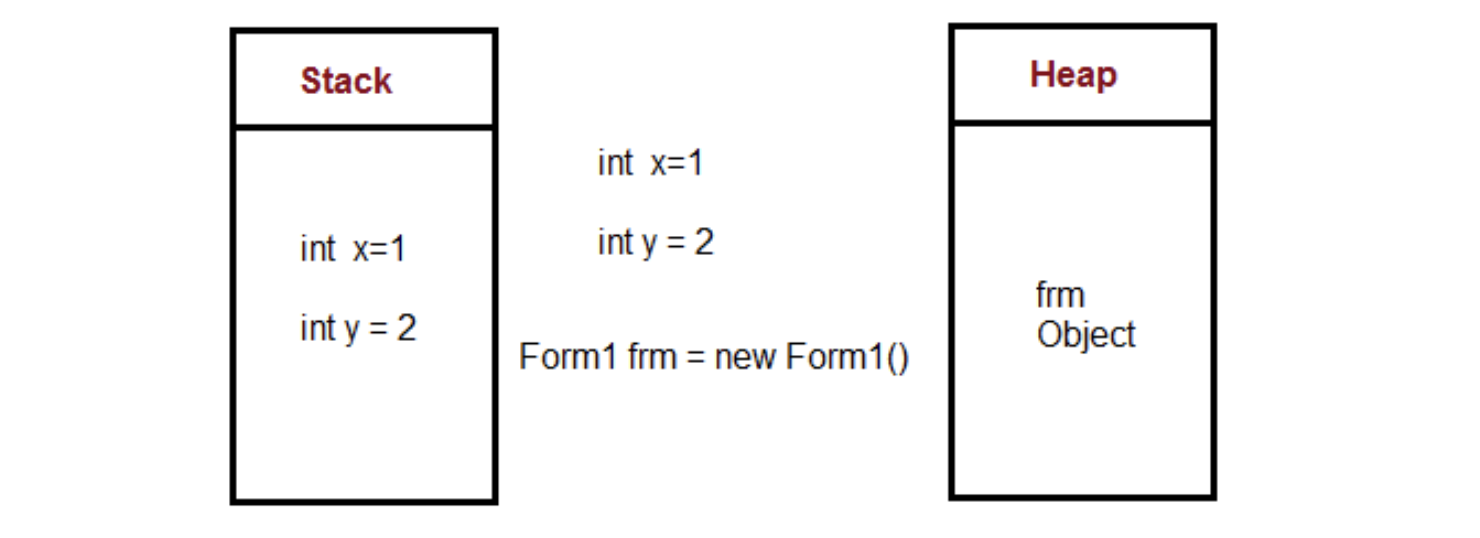 Stack
int x=1
int y = 2
int x=1
int y = 2
Form1 frm = new Form1()
Heap
frm
Object